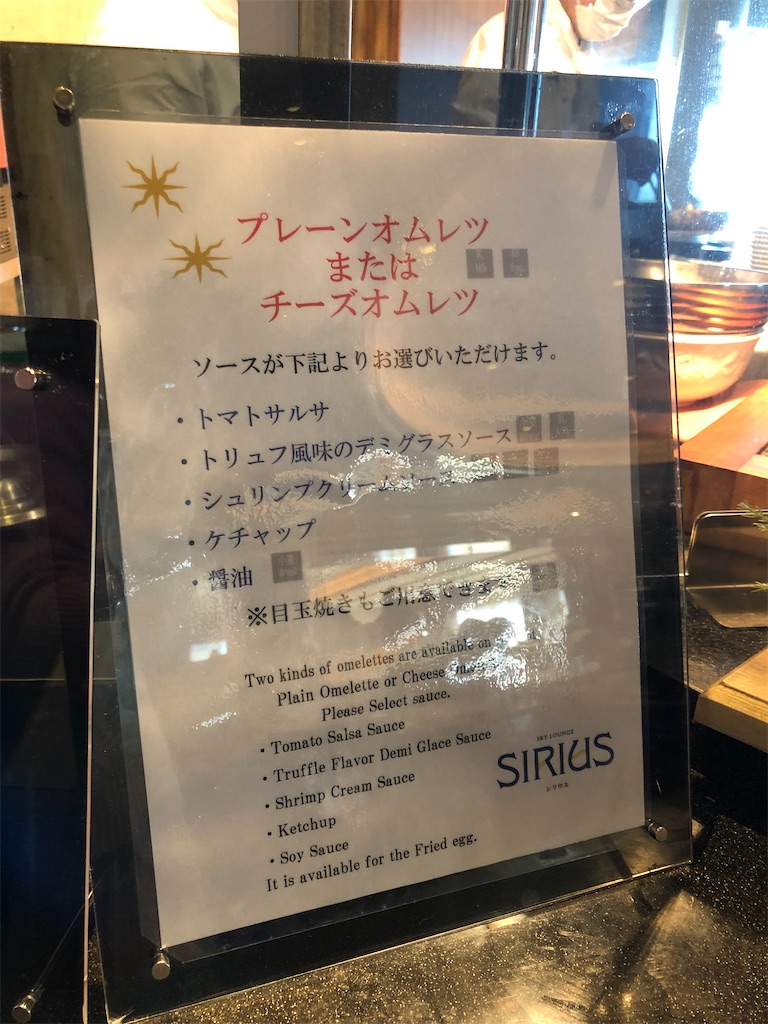 プレーンオムレツ
または
チーズオムレツ
ソースが下記よりお選びいただけます。
・トマトサルサ
・トリュフ風味のデミグラスソース
・シュリンプクリームソース
・ケチャップ
・醤油
※目玉焼きもご用意できます
Two kinds of omelettes are available on
Plain Omelette or Cheese
Please Select sauce.
・Tomato Salsa Sauce
・Truffle Flavor Demi Glace Sauce
・Shrimp Cream Sauce
・Ketchup
・Soy Sauce
It is available for the Fried egg.
SKY LOUNGE
SIRIUS
シリウス